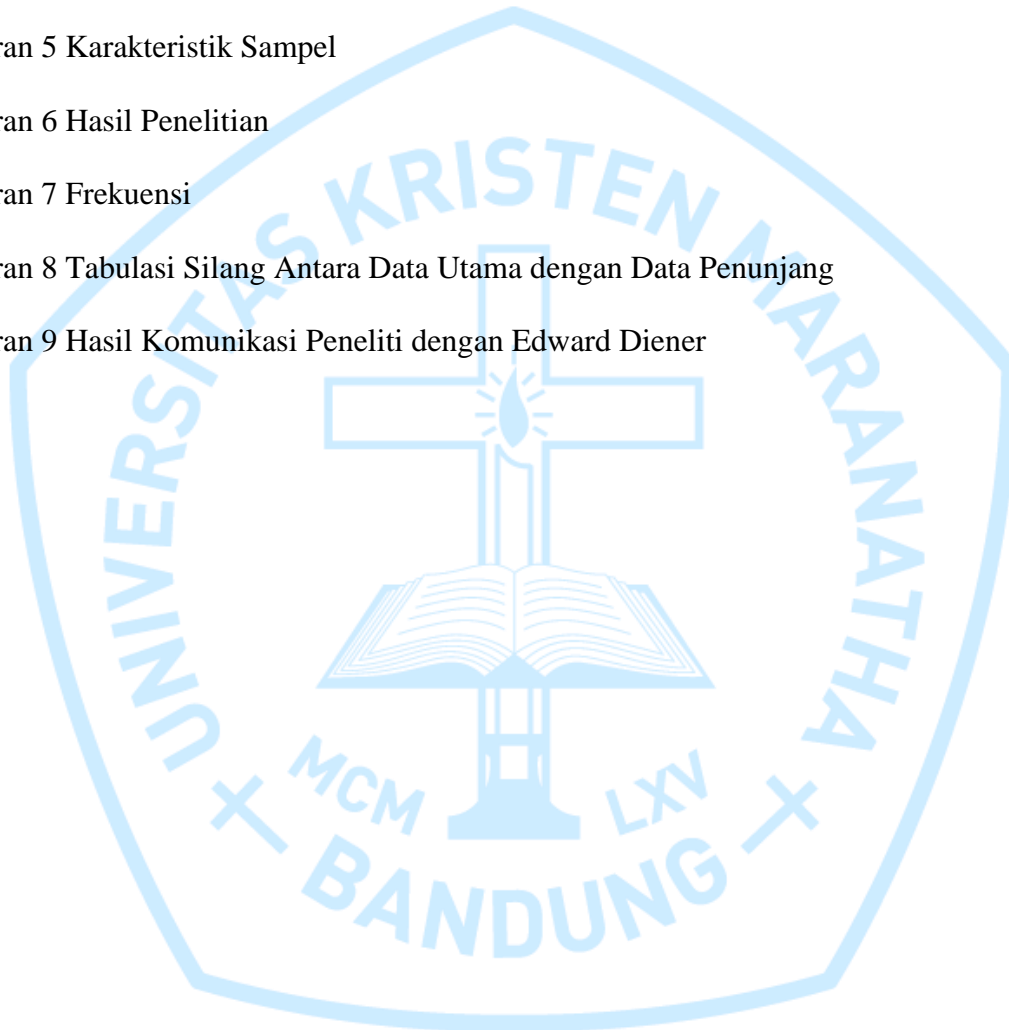 ran 5 Karakteristik Sampel
ran 6 Hasil Penelitian
ran 7 Frekuensi
ran 8 Tabulasi Silang Antara Data Utama dengan Data Penunjang
ran 9 Hasil Komunikasi Peneliti dengan Edward Diener
UNIVERSITAS KRISTEN MARANATHA
MCM LXV
BANDUNG